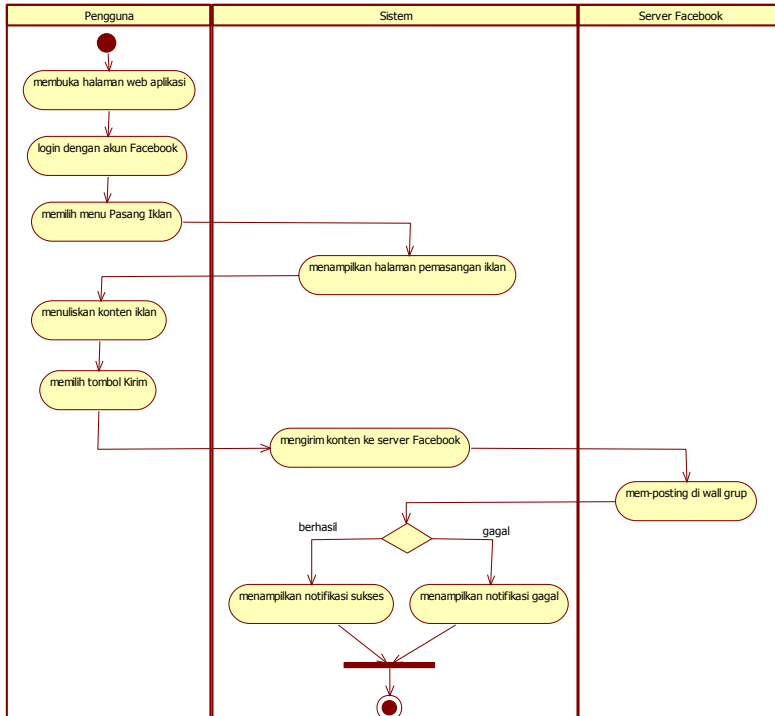 Pengguna
Sistem
Server Facebook
membuka halaman web aplikasi
login dengan akun Facebook
memilih menu Pasang Iklan
menampilkan halaman pemasangan iklan
menuliskan konten iklan
memilih tombol Kirim
mengirim konten ke server Facebook
mem-posting di wall grup
berhasil
gagal
menampilkan notifikasi sukses
menampilkan notifikasi gagal